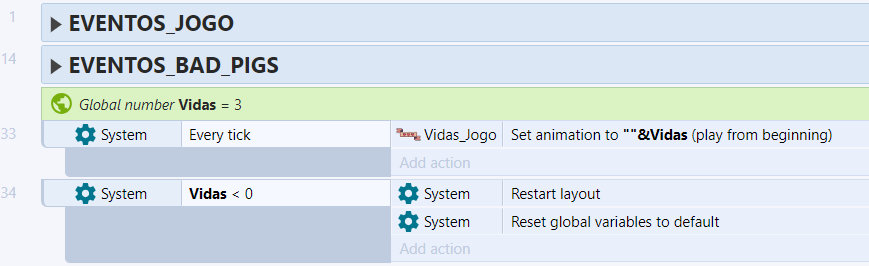 1 EVENTOS_JOGO
14 EVENTOS_BAD_PIGS
Global number Vidas = 3
33 System Every tick Vidas_Jogo Set animation to ""&Vidas (play from beginning)
Add action
34 System Vidas < 0 System Restart layout
System Reset global variables to default
Add action